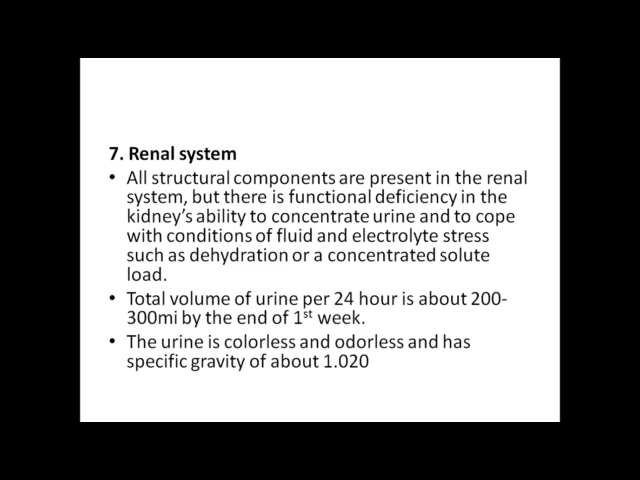 7. Renal system
• All structural components are present in the renal
system, but there is functional deficiency in the
kidney's ability to concentrate urine and to cope
with conditions of fluid and electrolyte stress
such as dehydration or a concentrated solute
load.
• Total volume of urine per 24 hour is about 200-
300mi by the end of 1st week.
• The urine is colorless and odorless and has
specific gravity of about 1.020